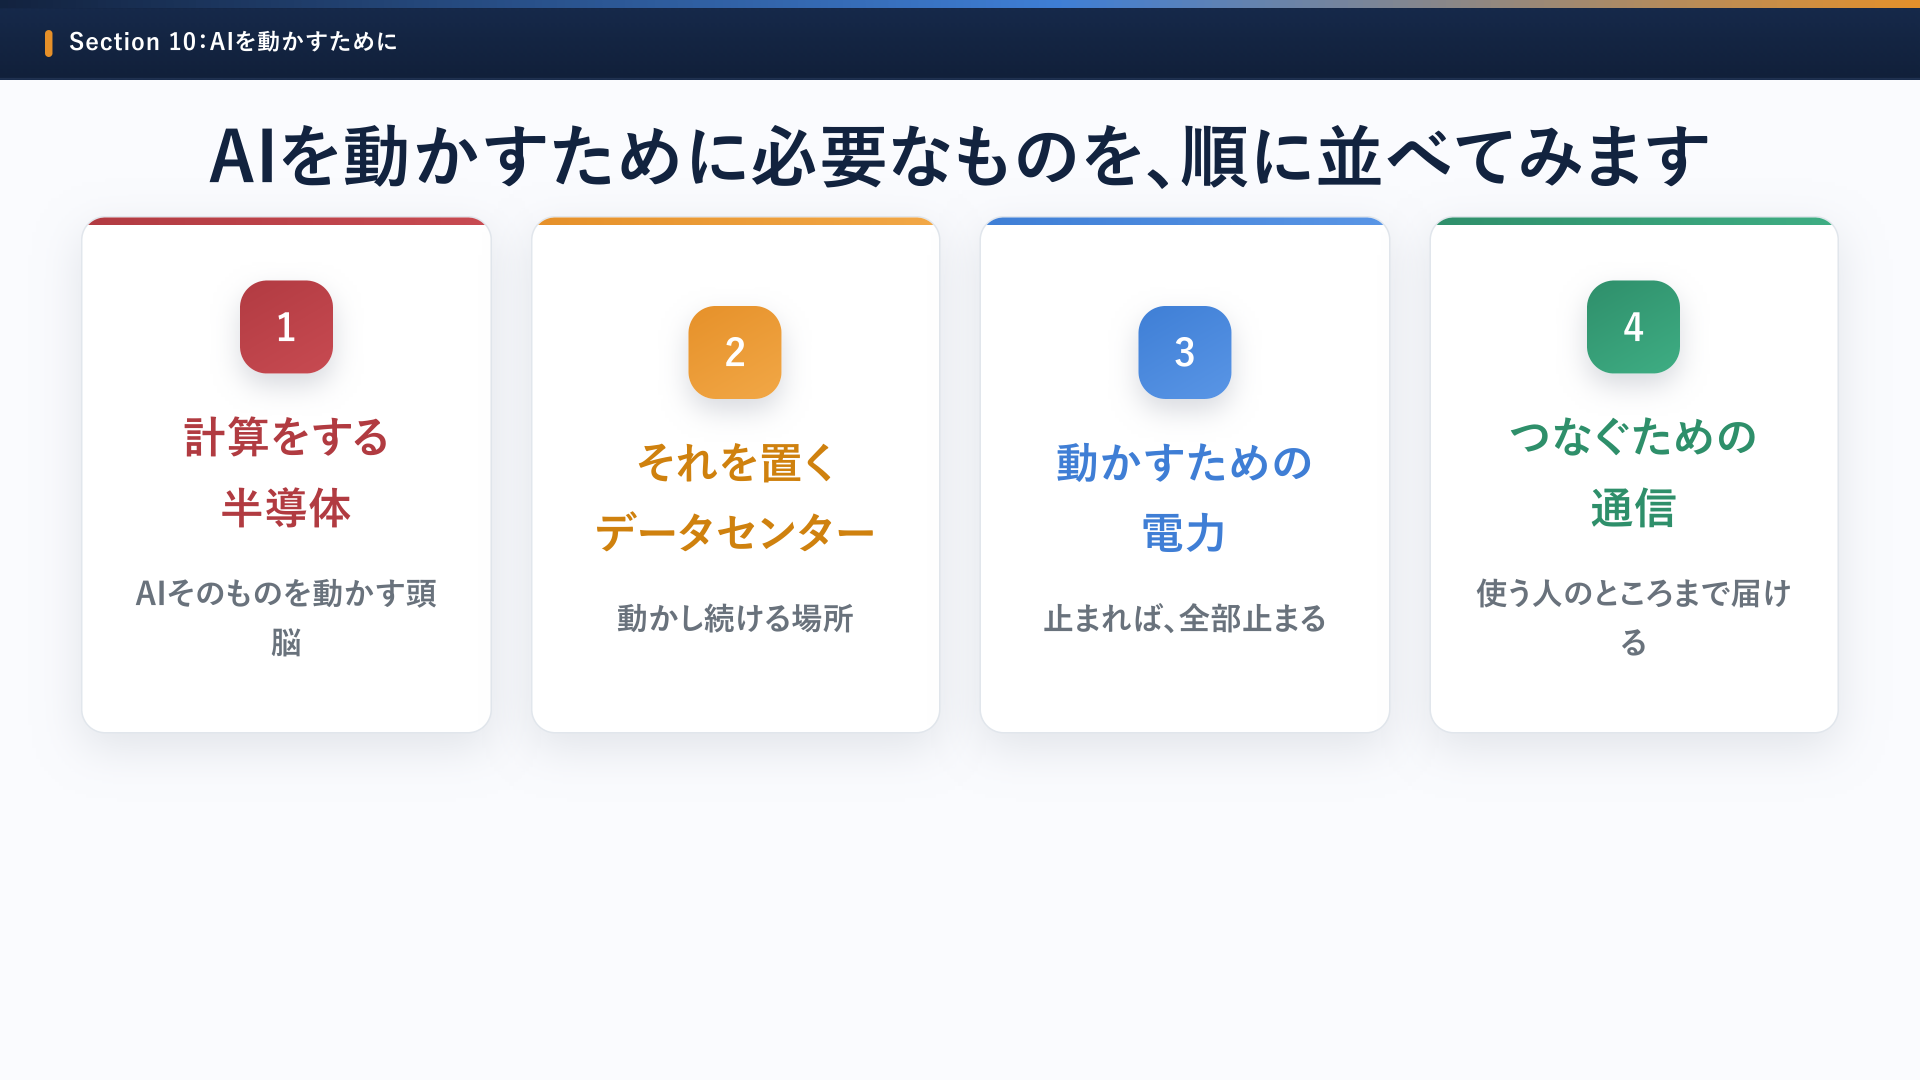 Section 10：AIを動かすために
AIを動かすために必要なものを、順に並べてみます
1
計算をする
半導体
AIそのものを動かす頭
脳
2
それを置く
データセンター
動かし続ける場所
3
動かすための
電力
止まれば、全部止まる
4
つなぐための
通信
使う人のところまで届け
る